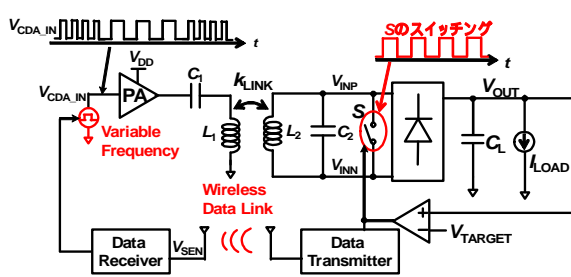 VCDA_IN
t
VDD
VCDA_IN
PA
C1
kLINK
L1
L2
C2
VINP
VINN
S
Sのスイッチング
t
VOUT
CL
ILOAD
Variable
Frequency
Wireless
Data Link
Data
Receiver
VSEN
Data
Transmitter
VTARGET
+
−